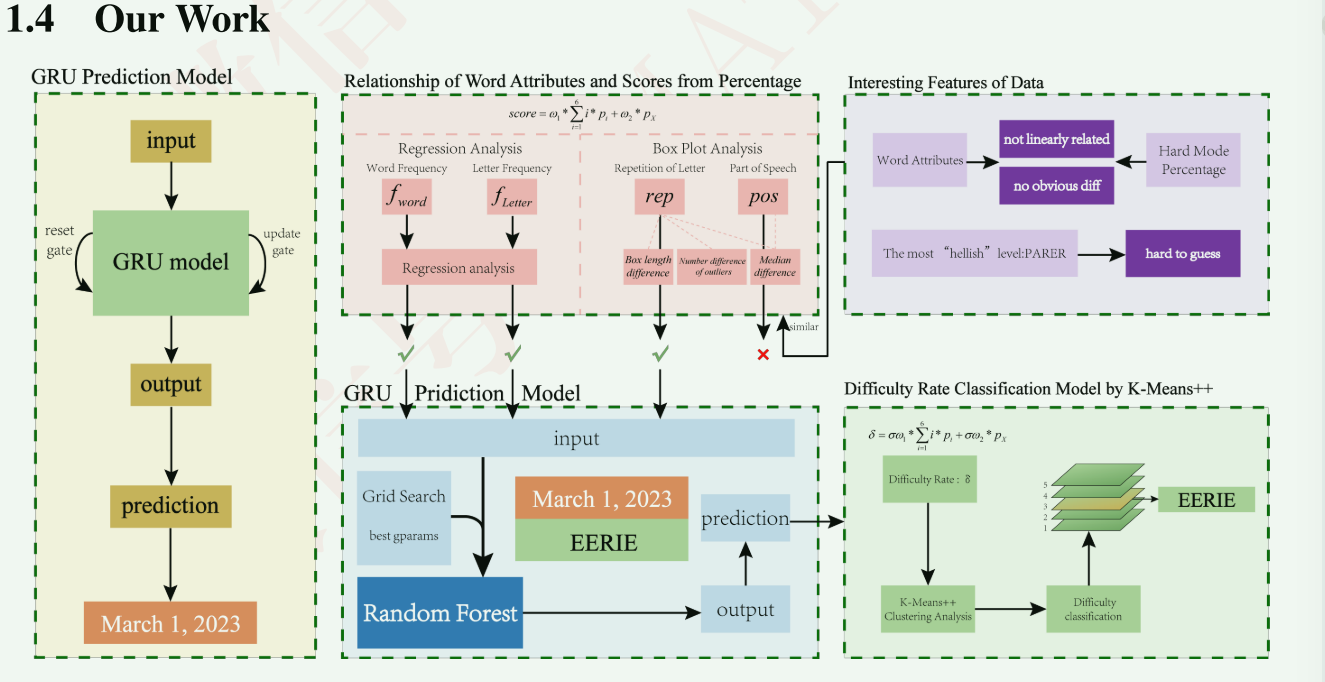 1.4 Our Work
GRU Prediction Model
input
reset
gate
GRU model
update
gate
output
prediction
March 1, 2023
Relationship of Word Attributes and Scores from Percentage
score = ω₁ * ∑⁶ᵢ₌₁ i * pᵢ + ω₂ * pₓ
Regression Analysis
Word Frequency
Letter Frequency
f_word
f_Letter
Regression analysis
Box Plot Analysis
Repetition of Letter
Part of Speech
rep
pos
Box length
difference
Number difference
of outliers
Median
difference
similar
Interesting Features of Data
Word Attributes
not linearly related
no obvious diff
Hard Mode
Percentage
The most “hellish” level:PARER
hard to guess
GRU Pridiction Model
input
Grid Search
best gparams
March 1, 2023
EERIE
Random Forest
output
prediction
Difficulty Rate Classification Model by K-Means++
δ = σω₁ * ∑⁶ᵢ₌₁ i * pᵢ + σω₂ * pₓ
Difficulty Rate: δ
K-Means++
Clustering Analysis
Difficulty
classification
5
4
3
2
1
EERIE